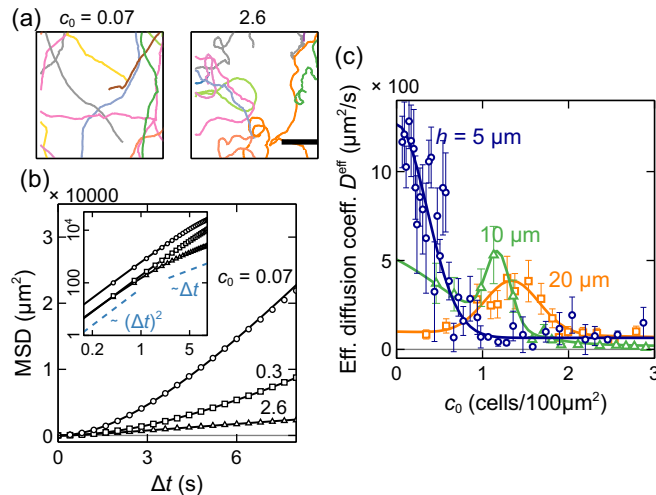 (a)
c₀ = 0.07
2.6
(b)
× 10000
3
2
1
0
MSD (μm²)
10⁴
100
1
0.2
1
5
~Δt
~ (Δt)²
c₀ = 0.07
0.3
2.6
0
3
6
Δt (s)
(c)
× 100
10
5
0
Eff. diffusion coeff. Dᵉᶠᶠ (μm²/s)
h = 5 μm
10 μm
20 μm
0
1
2
3
c₀ (cells/100μm²)